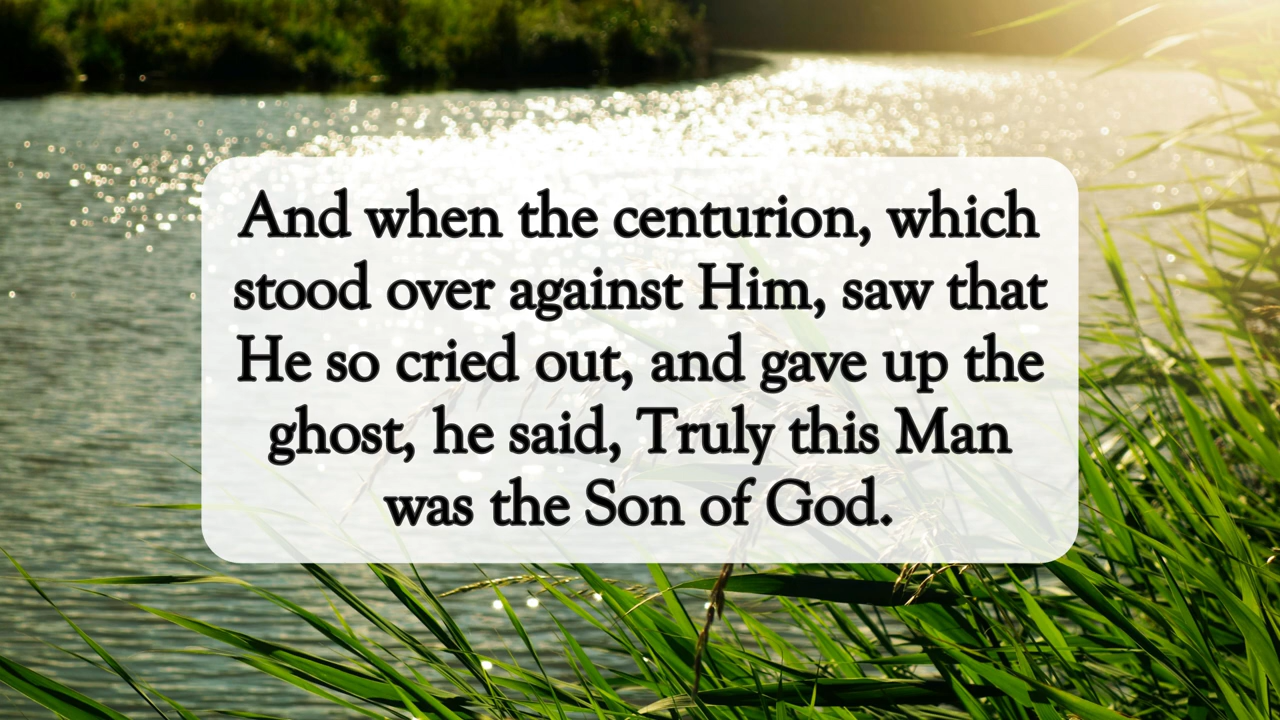 And when the centurion, which
stood over against Him, saw that
He so cried out, and gave up the
ghost, he said, Truly this Man
was the Son of God.